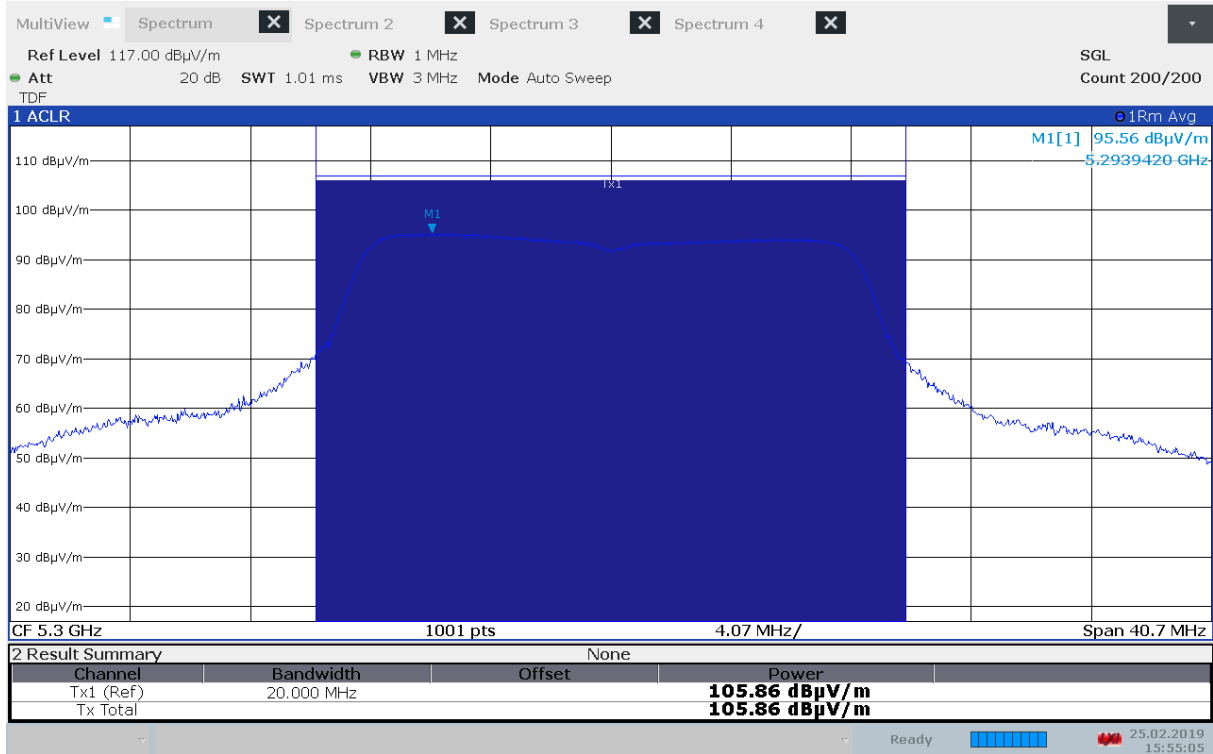 MultiView Spectrum X Spectrum 2 X Spectrum 3 X Spectrum 4 X
Ref Level 117.00 dBµV/m RBW 1 MHz SGL
Att 20 dB SWT 1.01 ms VBW 3 MHz Mode Auto Sweep Count 200/200
TDF
1 ACLR 1Rm Avg
M1[1] 95.56 dBµV/m
5.2939420 GHz
110 dBµV/m
Tx1
100 dBµV/m
M1
90 dBµV/m
80 dBµV/m
70 dBµV/m
60 dBµV/m
50 dBµV/m
40 dBµV/m
30 dBµV/m
20 dBµV/m
CF 5.3 GHz 1001 pts 4.07 MHz/ Span 40.7 MHz
2 Result Summary None
Channel Bandwidth Offset Power
Tx1 (Ref) 20.000 MHz 105.86 dBµV/m
Tx Total 105.86 dBµV/m
Ready 25.02.2019
15:55:05